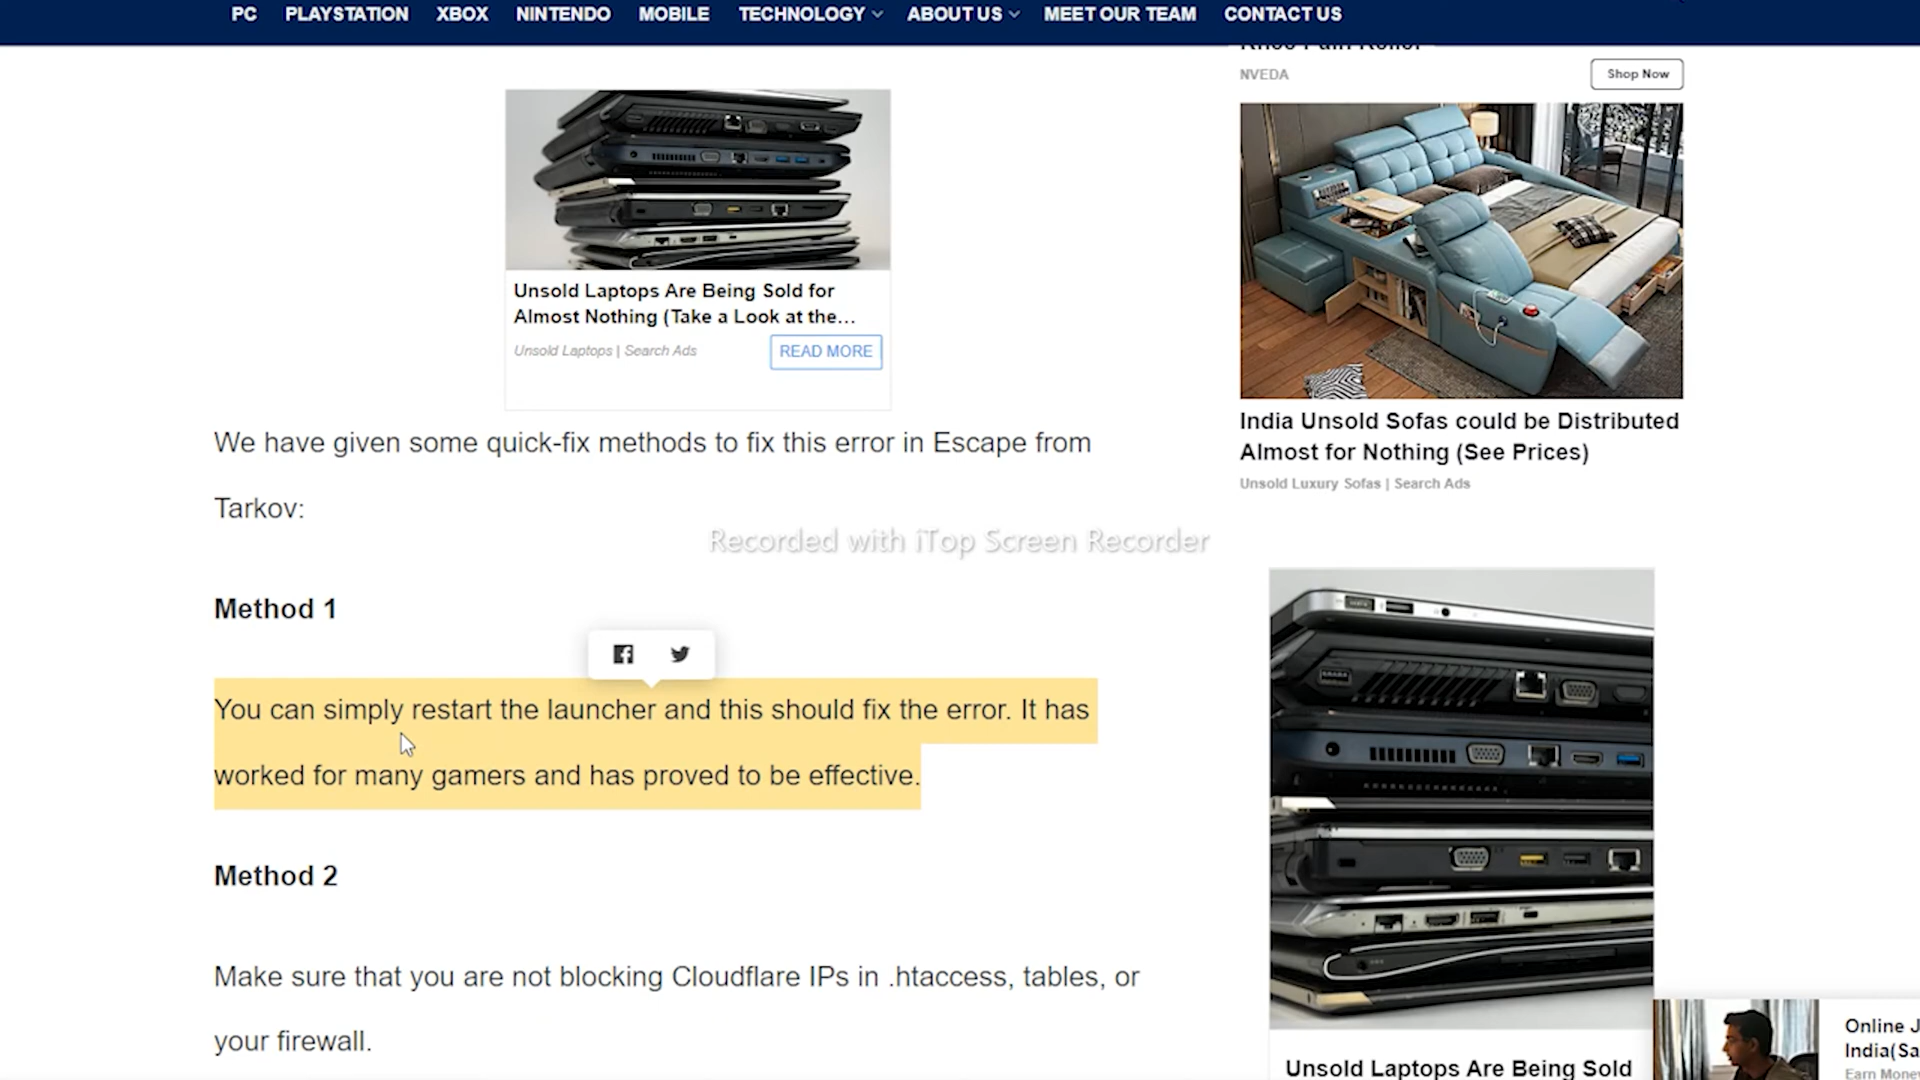 PC PLAYSTATION XBOX NINTENDO MOBILE TECHNOLOGY ABOUT US MEET OUR TEAM CONTACT US
NVEDA
Shop Now
Unsold Laptops Are Being Sold for
Almost Nothing (Take a Look at the...
Unsold Laptops | Search Ads
READ MORE
India Unsold Sofas could be Distributed
Almost for Nothing (See Prices)
Unsold Luxury Sofas | Search Ads
We have given some quick-fix methods to fix this error in Escape from
Tarkov:
Recorded with iTop Screen Recorder
Method 1
You can simply restart the launcher and this should fix the error. It has
worked for many gamers and has proved to be effective.
Method 2
Make sure that you are not blocking Cloudflare IPs in .htaccess, tables, or
your firewall.
Unsold Laptops Are Being Sold
Online J
India(Sa
Earn Money